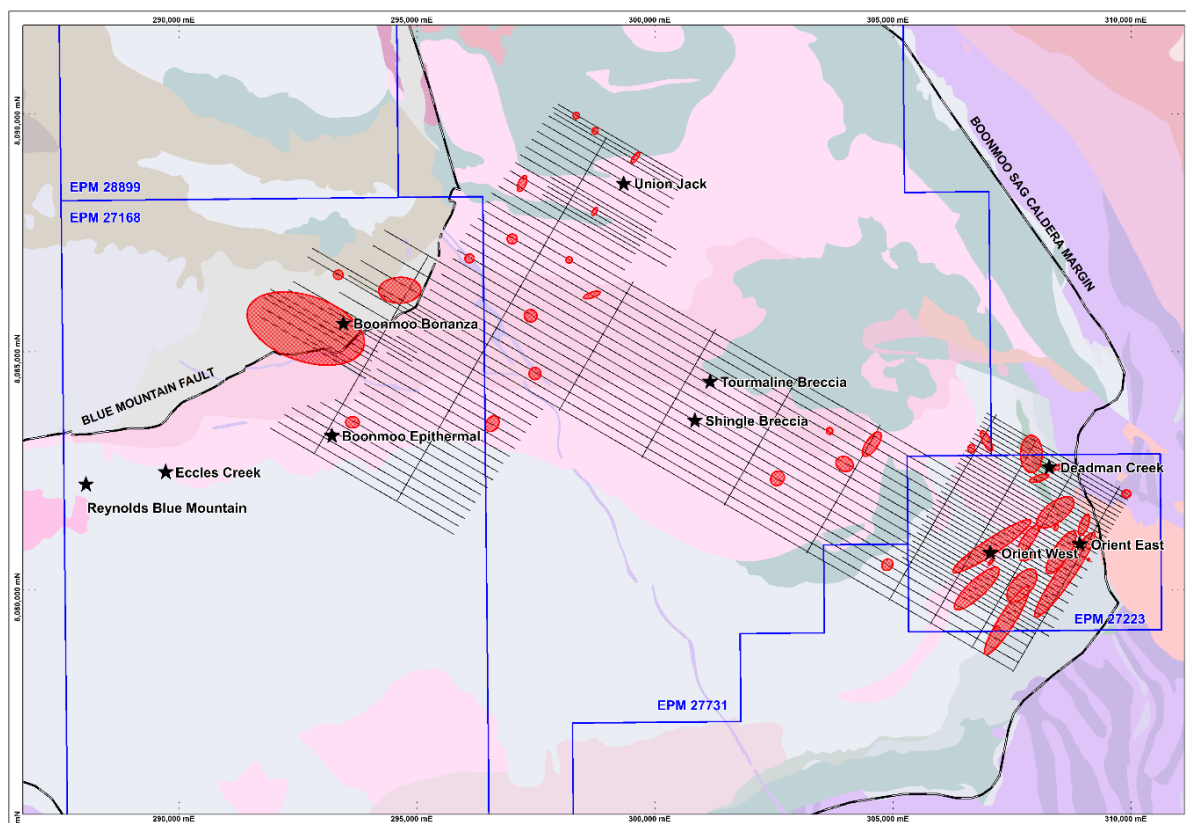 290,000 mE
295,000 mE
300,000 mE
305,000 mE
310,000 mE
8,090,000 mN
BOONMOO SAG CALDERA MARGIN
Union Jack
EPM 28899
EPM 27168
Boonmoo Bonanza
8,085,000 mN
BLUE MOUNTAIN FAULT
Tourmaline Breccia
Shingle Breccia
Boonmoo Epithermal
Eccles Creek
Deadman Creek
Reynolds Blue Mountain
Orient East
Orient West
8,080,000 mN
EPM 27223
EPM 27731
mN
290,000 mE
295,000 mE
300,000 mE
305,000 mE
310,000 mE